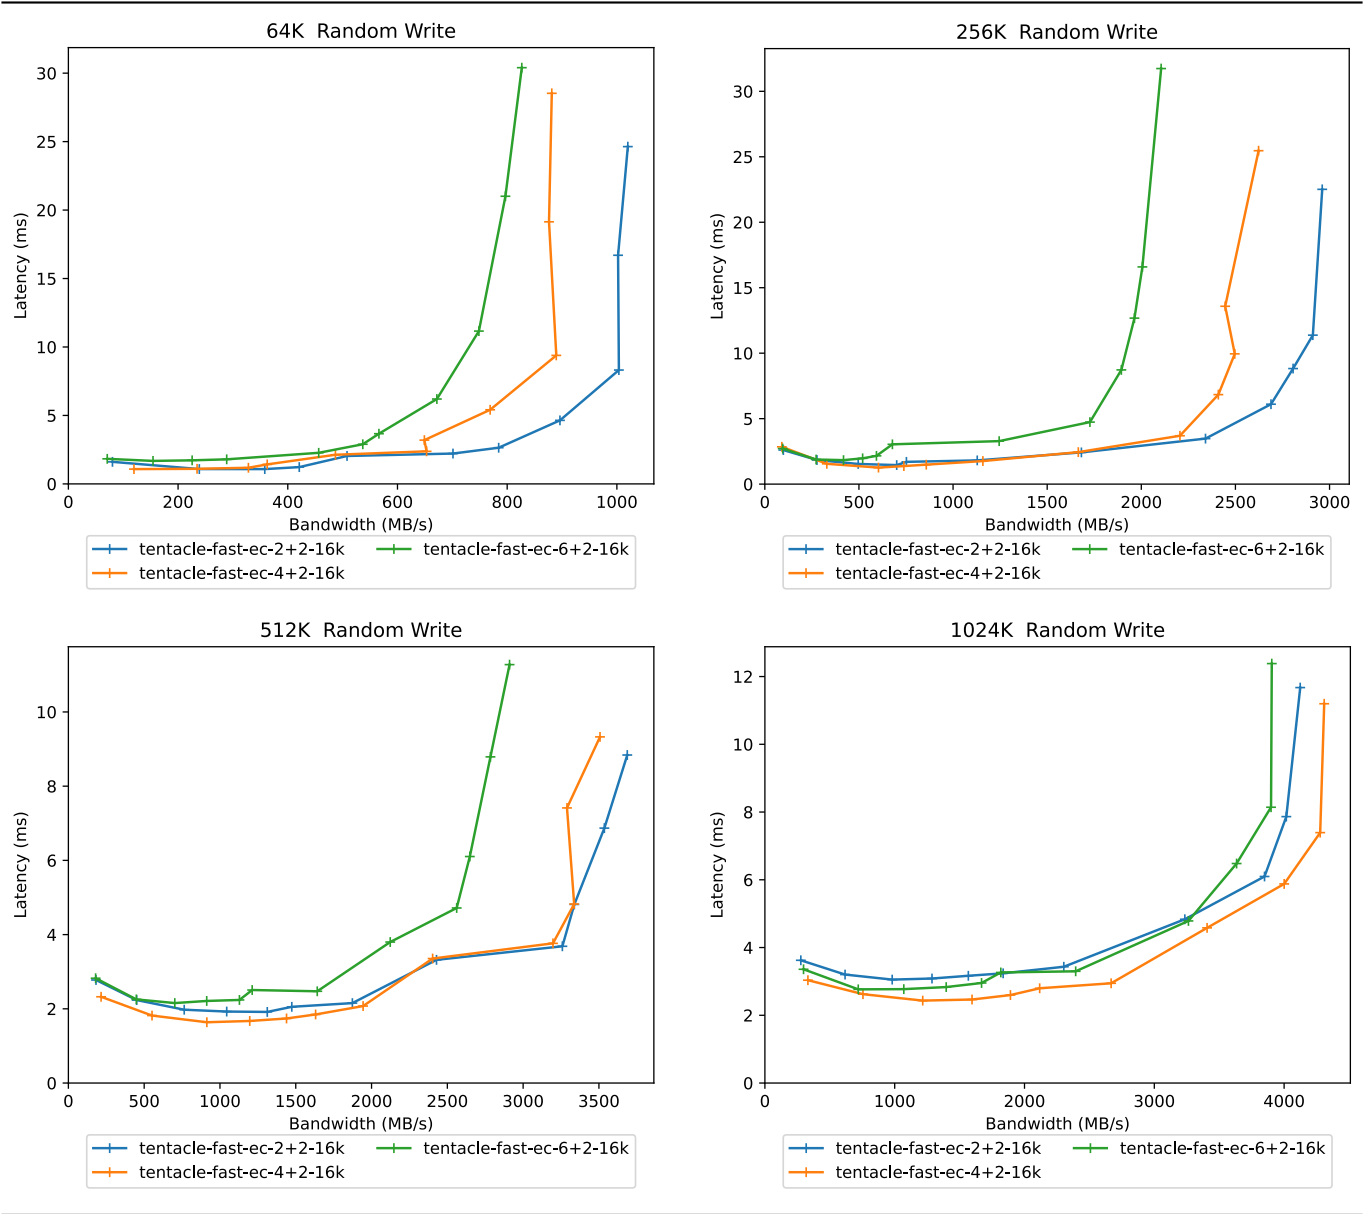 64K  Random Write
30
25
20
15
10
5
0
Latency (ms)
0 200 400 600 800 1000
Bandwidth (MB/s)
tentacle-fast-ec-2+2-16k tentacle-fast-ec-6+2-16k
tentacle-fast-ec-4+2-16k
256K  Random Write
30
25
20
15
10
5
0
Latency (ms)
0 500 1000 1500 2000 2500 3000
Bandwidth (MB/s)
tentacle-fast-ec-2+2-16k tentacle-fast-ec-6+2-16k
tentacle-fast-ec-4+2-16k
512K  Random Write
10
8
6
4
2
0
Latency (ms)
0 500 1000 1500 2000 2500 3000 3500
Bandwidth (MB/s)
tentacle-fast-ec-2+2-16k tentacle-fast-ec-6+2-16k
tentacle-fast-ec-4+2-16k
1024K  Random Write
12
10
8
6
4
2
0
Latency (ms)
0 1000 2000 3000 4000
Bandwidth (MB/s)
tentacle-fast-ec-2+2-16k tentacle-fast-ec-6+2-16k
tentacle-fast-ec-4+2-16k